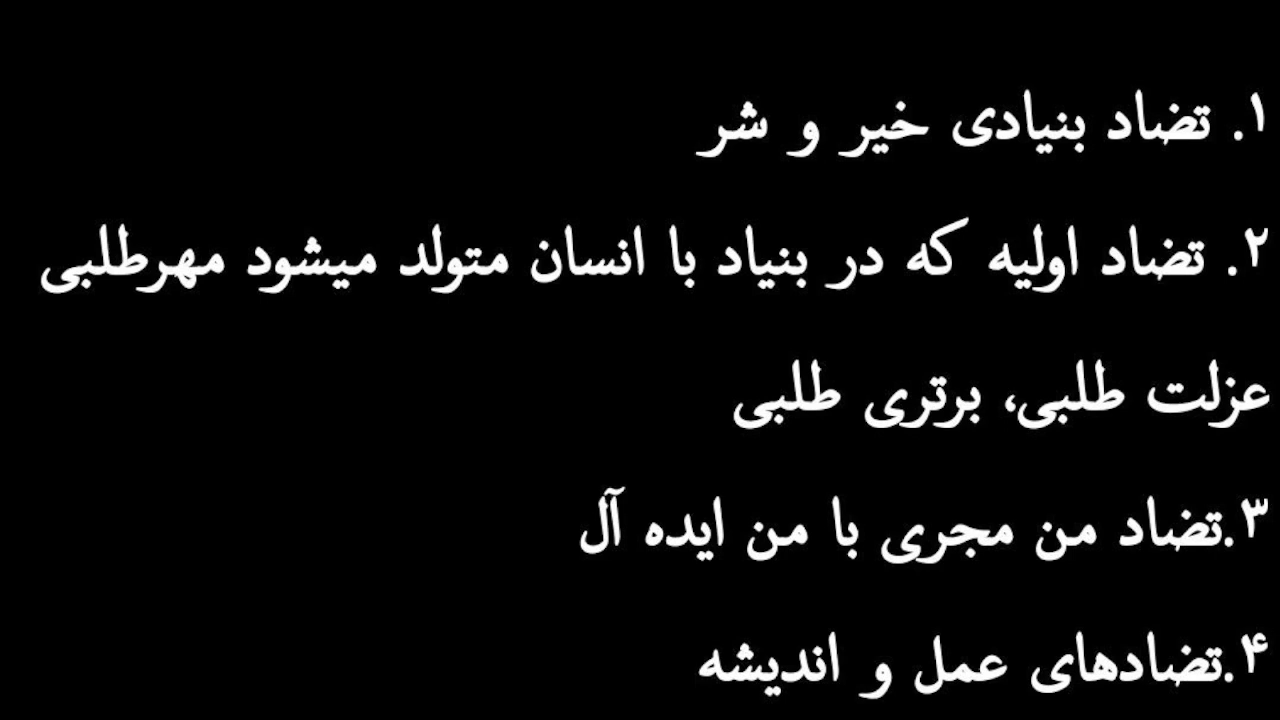 ۱. تضاد بنیادی خیر و شر
۲. تضاد اولیه که در بنیاد با انسان متولد میشود مهرطلبی
عزلت طلبی، برتری طلبی
۳.تضاد من مجری با من ایده آل
۴.تضادهای عمل و اندیشه